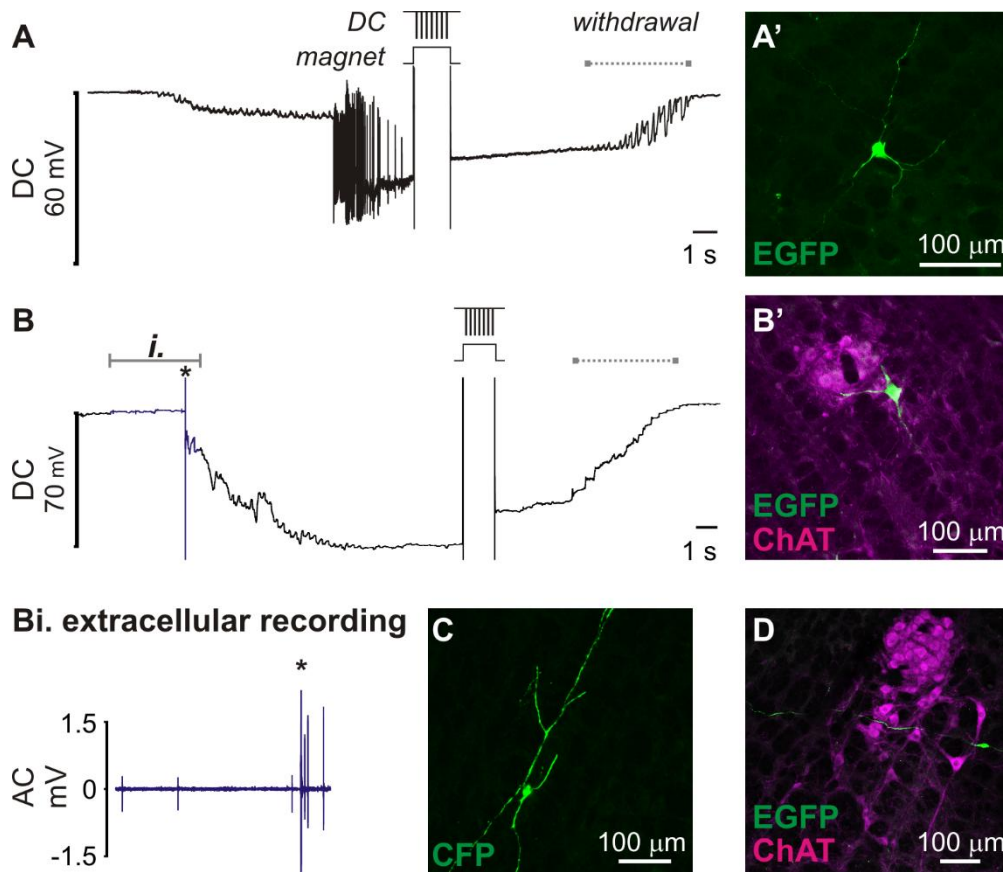 A
DC
magnet
withdrawal
DC
60 mV
1 s
A'
EGFP
100 µm
B
i.
*
DC
70 mV
1 s
B'
EGFP
ChAT
100 µm
Bi. extracellular recording
*
AC
mV
1.5
0
-1.5
C
CFP
100 µm
D
EGFP
ChAT
100 µm